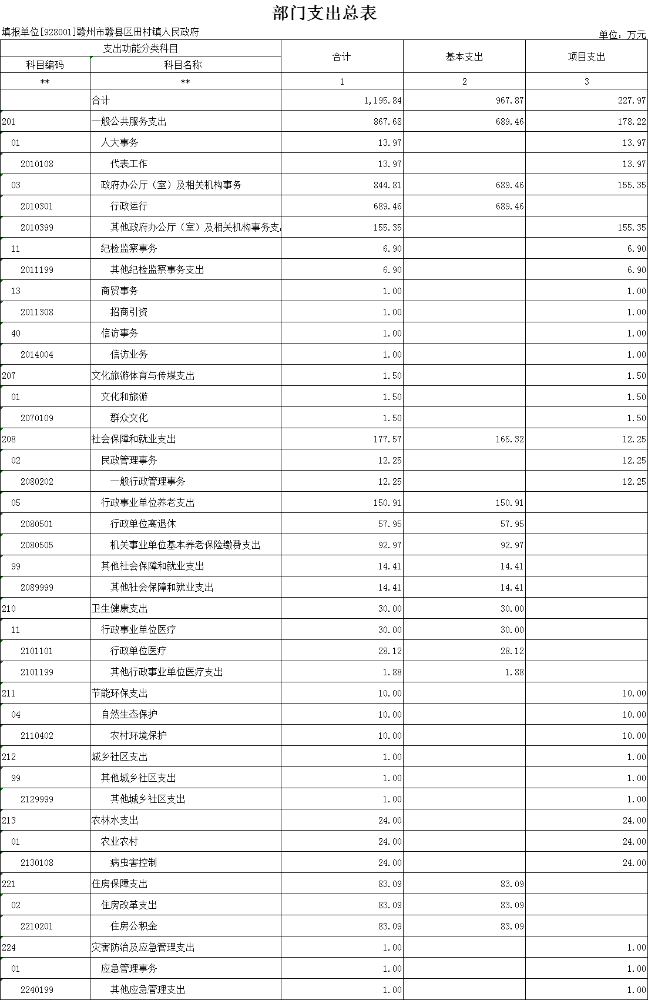 部门支出总表
填报单位[928001]赣州市赣县区田村镇人民政府
单位：万元
支出功能分类科目 合计 基本支出 项目支出
科目编码 科目名称
** ** 1 2 3
合计 1,195.84 967.87 227.97
201 一般公共服务支出 867.68 689.46 178.22
01 人大事务 13.97 13.97
2010108 代表工作 13.97 13.97
03 政府办公厅（室）及相关机构事务 844.81 689.46 155.35
2010301 行政运行 689.46 689.46
2010399 其他政府办公厅（室）及相关机构事务支 155.35 155.35
11 纪检监察事务 6.90 6.90
2011199 其他纪检监察事务支出 6.90 6.90
13 商贸事务 1.00 1.00
2011308 招商引资 1.00 1.00
40 信访事务 1.00 1.00
2014004 信访业务 1.00 1.00
207 文化旅游体育与传媒支出 1.50 1.50
01 文化和旅游 1.50 1.50
2070109 群众文化 1.50 1.50
208 社会保障和就业支出 177.57 165.32 12.25
02 民政管理事务 12.25 12.25
2080202 一般行政管理事务 12.25 12.25
05 行政事业单位养老支出 150.91 150.91
2080501 行政单位离退休 57.95 57.95
2080505 机关事业单位基本养老保险缴费支出 92.97 92.97
99 其他社会保障和就业支出 14.41 14.41
2089999 其他社会保障和就业支出 14.41 14.41
210 卫生健康支出 30.00 30.00
11 行政事业单位医疗 30.00 30.00
2101101 行政单位医疗 28.12 28.12
2101199 其他行政事业单位医疗支出 1.88 1.88
211 节能环保支出 10.00 10.00
04 自然生态保护 10.00 10.00
2110402 农村环境保护 10.00 10.00
212 城乡社区支出 1.00 1.00
99 其他城乡社区支出 1.00 1.00
2129999 其他城乡社区支出 1.00 1.00
213 农林水支出 24.00 24.00
01 农业农村 24.00 24.00
2130108 病虫害控制 24.00 24.00
221 住房保障支出 83.09 83.09
02 住房改革支出 83.09 83.09
2210201 住房公积金 83.09 83.09
224 灾害防治及应急管理支出 1.00 1.00
01 应急管理事务 1.00 1.00
2240199 其他应急管理支出 1.00 1.00